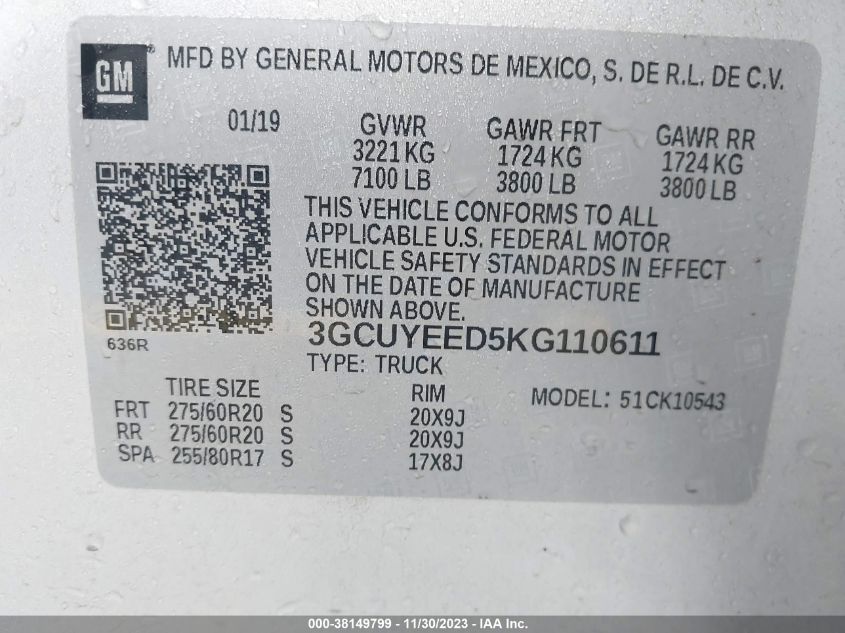 GM ® MFD BY GENERAL MOTORS DE MEXICO, S. DE R.L. DE C.V.
01/19 GVWR GAWR FRT GAWR RR
3221 KG 1724 KG 1724 KG
7100 LB 3800 LB 3800 LB
THIS VEHICLE CONFORMS TO ALL
APPLICABLE U.S. FEDERAL MOTOR
VEHICLE SAFETY STANDARDS IN EFFECT
ON THE DATE OF MANUFACTURE
SHOWN ABOVE.
636R 3GCUYEED5KG110611
TYPE: TRUCK
TIRE SIZE RIM MODEL: 51CK10543
FRT 275/60R20 S 20X9J
RR 275/60R20 S 20X9J
SPA 255/80R17 S 17X8J
000-38149799 - 11/30/2023 - IAA Inc.